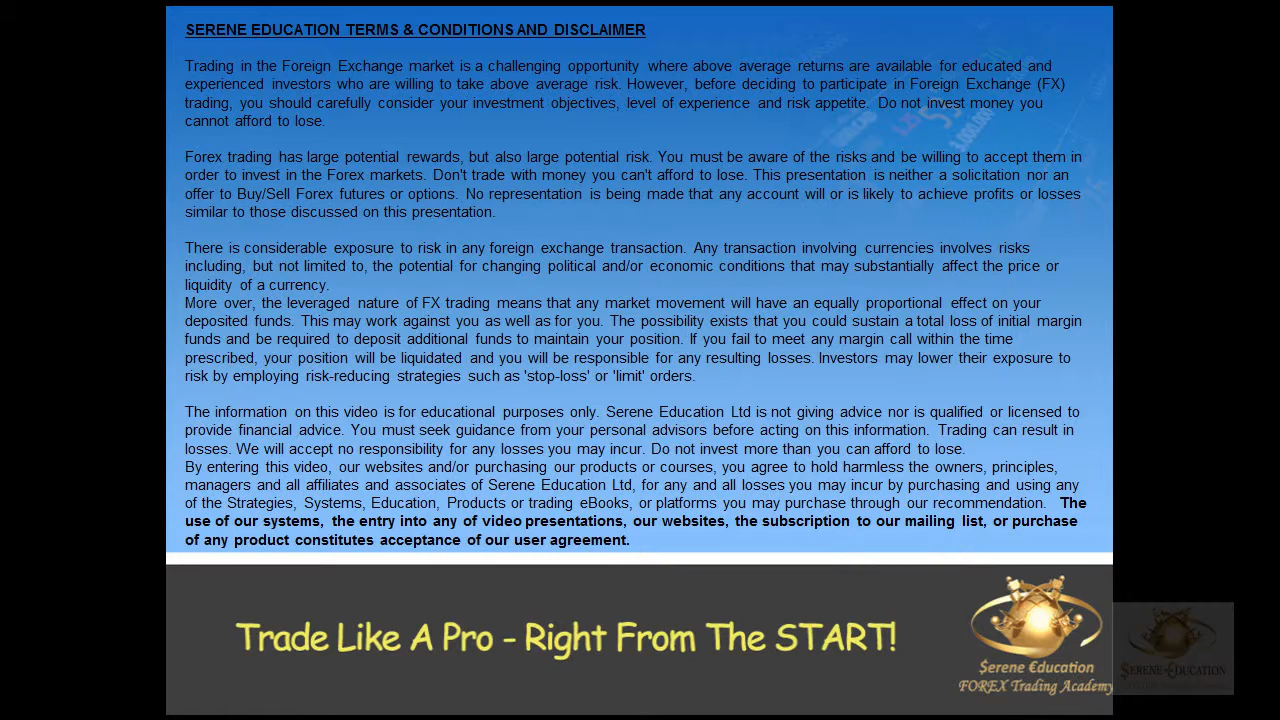 SERENE EDUCATION TERMS & CONDITIONS AND DISCLAIMER
Trading in the Foreign Exchange market is a challenging opportunity where above average returns are available for educated and
experienced investors who are willing to take above average risk. However, before deciding to participate in Foreign Exchange (FX)
trading, you should carefully consider your investment objectives, level of experience and risk appetite. Do not invest money you
cannot afford to lose.
Forex trading has large potential rewards, but also large potential risk. You must be aware of the risks and be willing to accept them in
order to invest in the Forex markets. Don't trade with money you can't afford to lose. This presentation is neither a solicitation nor an
offer to Buy/Sell Forex futures or options. No representation is being made that any account will or is likely to achieve profits or losses
similar to those discussed on this presentation.
There is considerable exposure to risk in any foreign exchange transaction. Any transaction involving currencies involves risks
including, but not limited to, the potential for changing political and/or economic conditions that may substantially affect the price or
liquidity of a currency.
More over, the leveraged nature of FX trading means that any market movement will have an equally proportional effect on your
deposited funds. This may work against you as well as for you. The possibility exists that you could sustain a total loss of initial margin
funds and be required to deposit additional funds to maintain your position. If you fail to meet any margin call within the time
prescribed, your position will be liquidated and you will be responsible for any resulting losses. Investors may lower their exposure to
risk by employing risk-reducing strategies such as 'stop-loss' or 'limit' orders.
The information on this video is for educational purposes only. Serene Education Ltd is not giving advice nor is qualified or licensed to
provide financial advice. You must seek guidance from your personal advisors before acting on this information. Trading can result in
losses. We will accept no responsibility for any losses you may incur. Do not invest more than you can afford to lose.
By entering this video, our websites and/or purchasing our products or courses, you agree to hold harmless the owners, principles,
managers and all affiliates and associates of Serene Education Ltd, for any and all losses you may incur by purchasing and using any
of the Strategies, Systems, Education, Products or trading eBooks, or platforms you may purchase through our recommendation. The
use of our systems, the entry into any of video presentations, our websites, the subscription to our mailing list, or purchase
of any product constitutes acceptance of our user agreement.
Trade Like A Pro - Right From The START!
$erene €ducation
FOREX Trading Academy
$ERENE €DUCATION